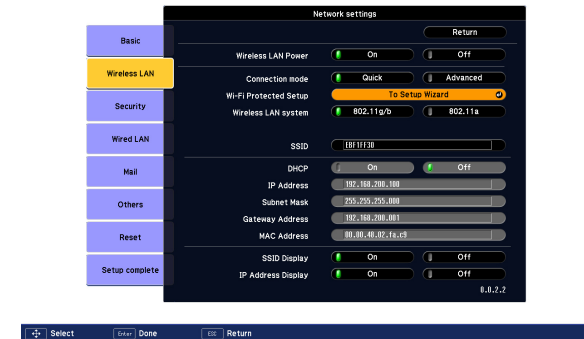 Network settings
Return
Basic
Wireless LAN Power On Off
Wireless LAN
Connection mode Quick Advanced
Wi-Fi Protected Setup To Setup Wizard
Security
Wireless LAN system 802.11g/b 802.11a
Wired LAN
SSID EBF1FF30
DHCP On Off
Mail
IP Address 192.168.200.100
Subnet Mask 255.255.255.000
Others
Gateway Address 192.168.200.001
MAC Address 00.00.48.02.fa.c9
Reset
SSID Display On Off
Setup complete
IP Address Display On Off
0.0.2.2
Select Enter Done ESC Return